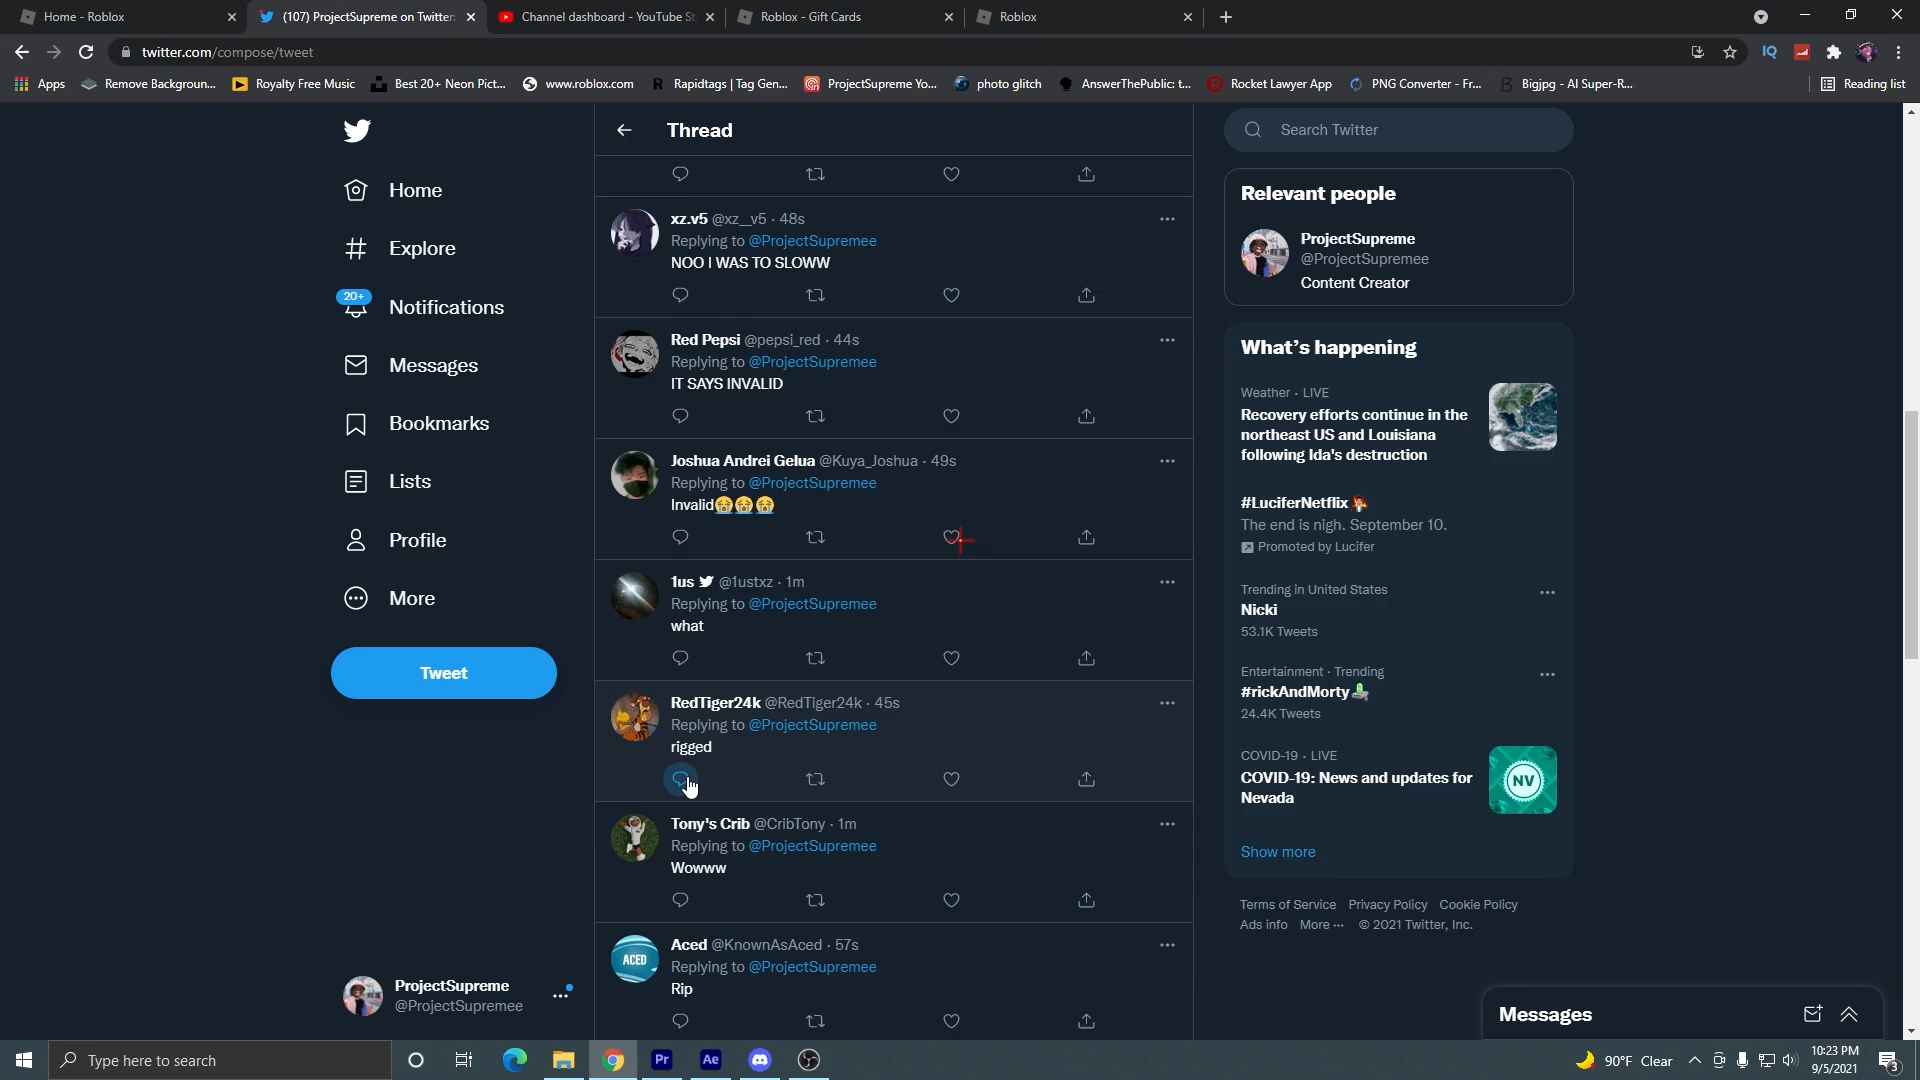 Home - Roblox
(107) ProjectSupreme on Twitter:
Channel dashboard - YouTube St
Roblox - Gift Cards
Roblox
twitter.com/compose/tweet
IQ
Apps
Remove Backgroun...
Royalty Free Music
Best 20+ Neon Pict...
www.roblox.com
R Rapidtags | Tag Gen...
ProjectSupreme Yo...
photo glitch
AnswerThePublic: t...
Rocket Lawyer App
PNG Converter - Fr...
Bigjpg - AI Super-R...
Reading list
Home
Explore
20+
Notifications
Messages
Bookmarks
Lists
Profile
More
Tweet
ProjectSupreme
@ProjectSupremee
Thread
xz.v5 @xz__v5 · 48s
Replying to @ProjectSupremee
NOO I WAS TO SLOWW
Red Pepsi @pepsi_red · 44s
Replying to @ProjectSupremee
IT SAYS INVALID
Joshua Andrei Gelua @Kuya_Joshua · 49s
Replying to @ProjectSupremee
Invalid😭😭😭
1us @1ustxz · 1m
Replying to @ProjectSupremee
what
RedTiger24k @RedTiger24k · 45s
Replying to @ProjectSupremee
rigged
Tony's Crib @CribTony · 1m
Replying to @ProjectSupremee
Wowww
ACED
Aced @KnownAsAced · 57s
Replying to @ProjectSupremee
Rip
Search Twitter
Relevant people
ProjectSupreme
@ProjectSupremee
Content Creator
What's happening
Weather · LIVE
Recovery efforts continue in the
northeast US and Louisiana
following Ida's destruction
#LuciferNetflix
The end is nigh. September 10.
Promoted by Lucifer
Trending in United States
Nicki
53.1K Tweets
Entertainment · Trending
#rickAndMorty
24.4K Tweets
COVID-19 · LIVE
COVID-19: News and updates for
Nevada
NV
Show more
Terms of Service Privacy Policy Cookie Policy
Ads info More ··· © 2021 Twitter, Inc.
Messages
Type here to search
Pr
Ae
90°F Clear
10:23 PM
9/5/2021
3